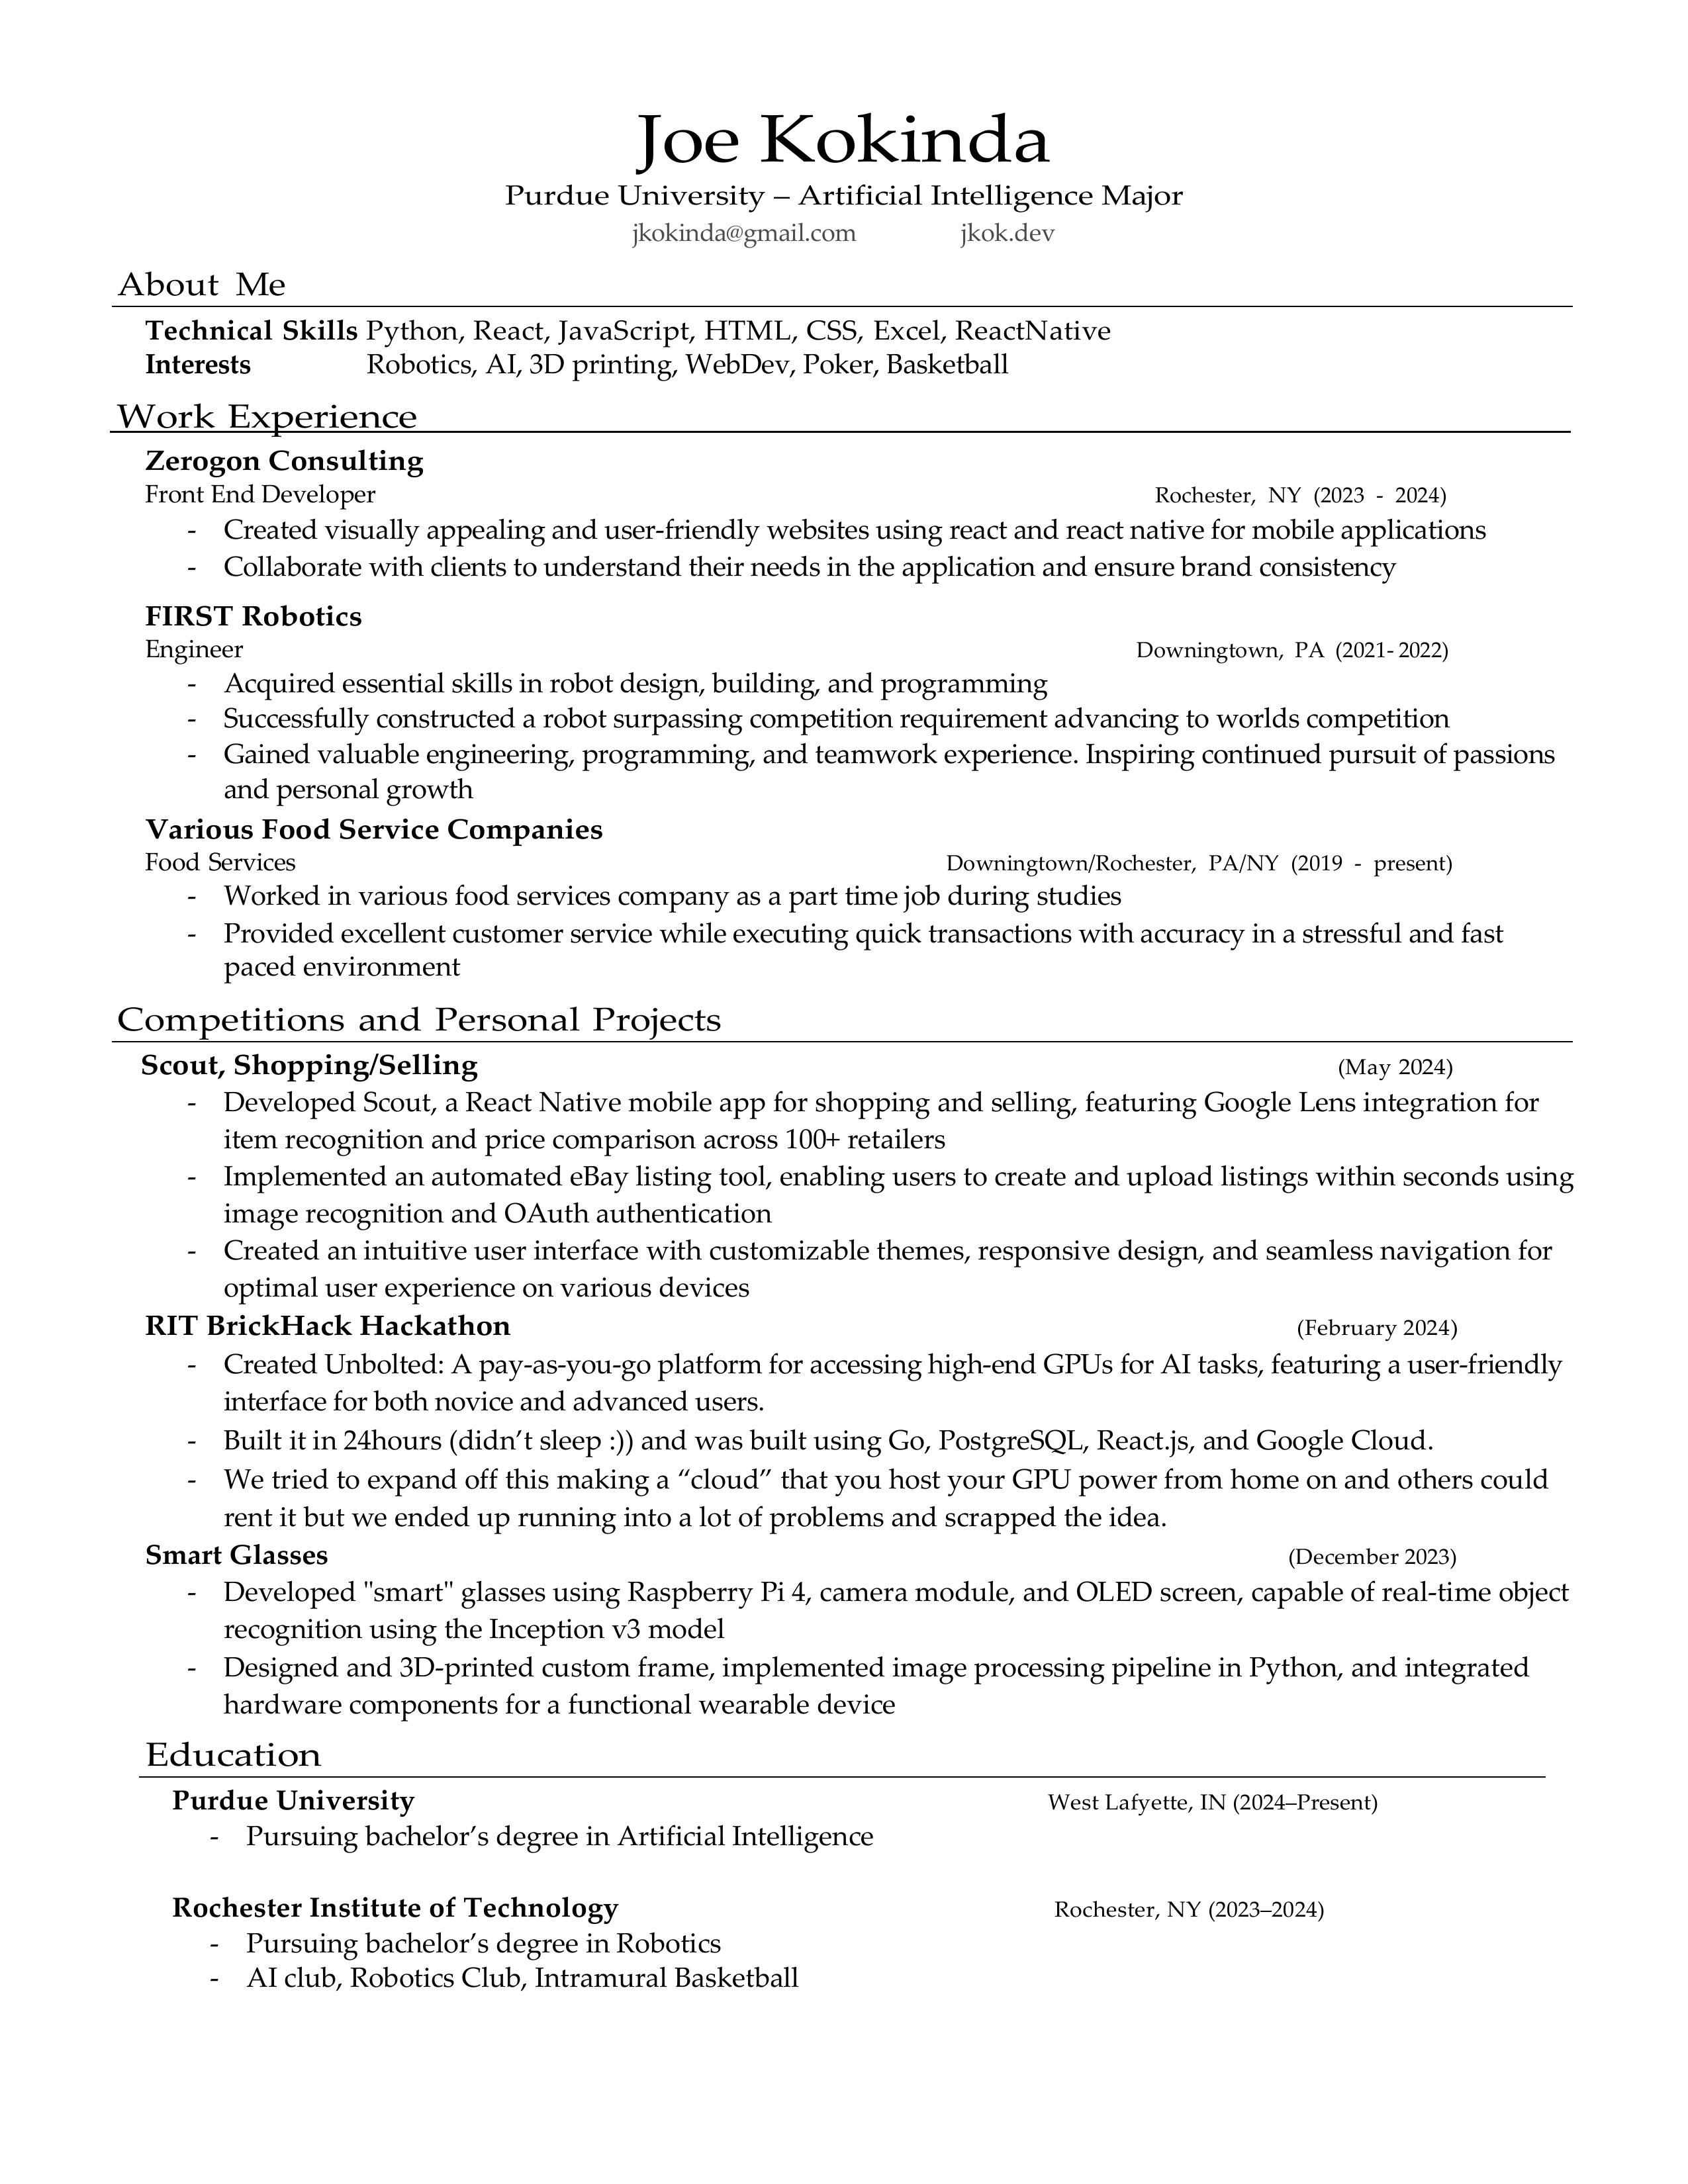 Joe Kokinda
Purdue University – Artificial Intelligence Major
jkokinda@gmail.com jkok.dev
About Me
Technical Skills Python, React, JavaScript, HTML, CSS, Excel, ReactNative
Interests Robotics, AI, 3D printing, WebDev, Poker, Basketball
Work Experience
Zerogon Consulting
Front End Developer Rochester, NY (2023 - 2024)
- Created visually appealing and user-friendly websites using react and react native for mobile applications
- Collaborate with clients to understand their needs in the application and ensure brand consistency
FIRST Robotics
Engineer Downingtown, PA (2021- 2022)
- Acquired essential skills in robot design, building, and programming
- Successfully constructed a robot surpassing competition requirement advancing to worlds competition
- Gained valuable engineering, programming, and teamwork experience. Inspiring continued pursuit of passions
and personal growth
Various Food Service Companies
Food Services Downingtown/Rochester, PA/NY (2019 - present)
- Worked in various food services company as a part time job during studies
- Provided excellent customer service while executing quick transactions with accuracy in a stressful and fast
paced environment
Competitions and Personal Projects
Scout, Shopping/Selling (May 2024)
- Developed Scout, a React Native mobile app for shopping and selling, featuring Google Lens integration for
item recognition and price comparison across 100+ retailers
- Implemented an automated eBay listing tool, enabling users to create and upload listings within seconds using
image recognition and OAuth authentication
- Created an intuitive user interface with customizable themes, responsive design, and seamless navigation for
optimal user experience on various devices
RIT BrickHack Hackathon (February 2024)
- Created Unbolted: A pay-as-you-go platform for accessing high-end GPUs for AI tasks, featuring a user-friendly
interface for both novice and advanced users.
- Built it in 24hours (didn’t sleep :)) and was built using Go, PostgreSQL, React.js, and Google Cloud.
- We tried to expand off this making a “cloud” that you host your GPU power from home on and others could
rent it but we ended up running into a lot of problems and scrapped the idea.
Smart Glasses (December 2023)
- Developed "smart" glasses using Raspberry Pi 4, camera module, and OLED screen, capable of real-time object
recognition using the Inception v3 model
- Designed and 3D-printed custom frame, implemented image processing pipeline in Python, and integrated
hardware components for a functional wearable device
Education
Purdue University West Lafyette, IN (2024–Present)
- Pursuing bachelor’s degree in Artificial Intelligence
Rochester Institute of Technology Rochester, NY (2023–2024)
- Pursuing bachelor’s degree in Robotics
- AI club, Robotics Club, Intramural Basketball